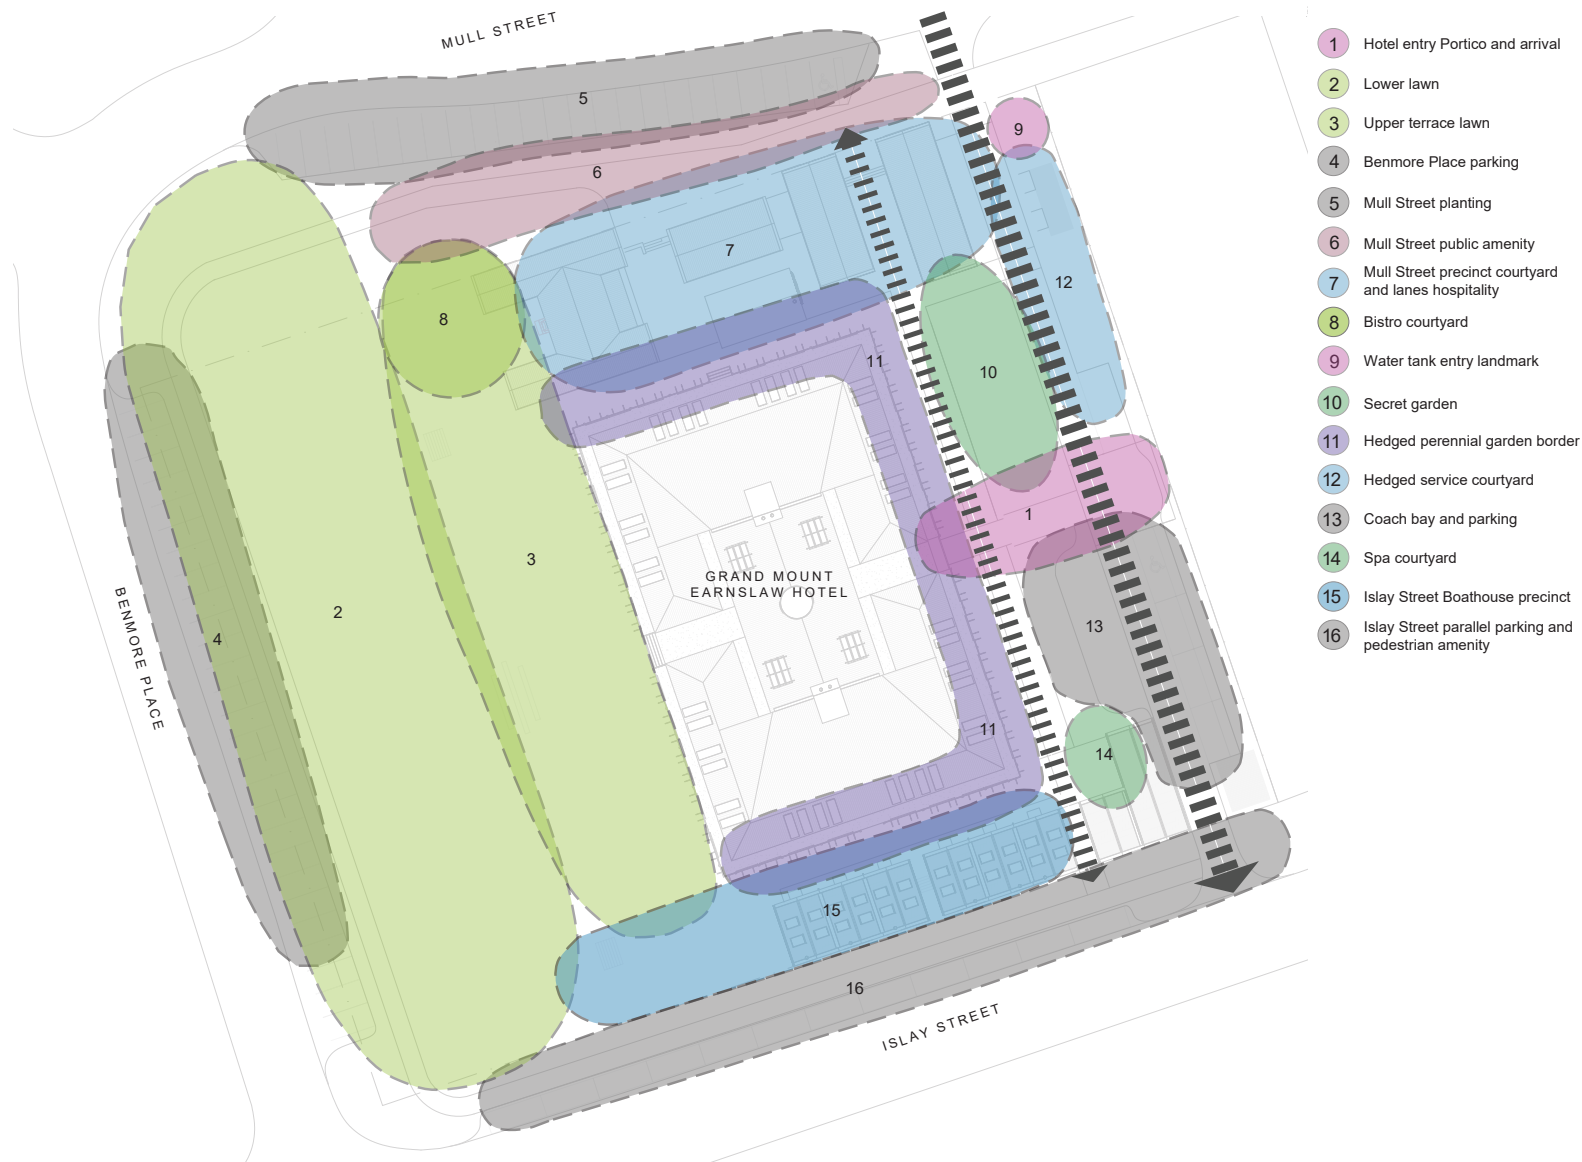 MULL STREET
5
6
7
8
9
12
11
10
1
3
GRAND MOUNT
EARNSLAW HOTEL
2
4
13
11
14
15
16
BENMORE PLACE
ISLAY STREET
1 Hotel entry Portico and arrival
2 Lower lawn
3 Upper terrace lawn
4 Benmore Place parking
5 Mull Street planting
6 Mull Street public amenity
7 Mull Street precinct courtyard
and lanes hospitality
8 Bistro courtyard
9 Water tank entry landmark
10 Secret garden
11 Hedged perennial garden border
12 Hedged service courtyard
13 Coach bay and parking
14 Spa courtyard
15 Islay Street Boathouse precinct
16 Islay Street parallel parking and
pedestrian amenity